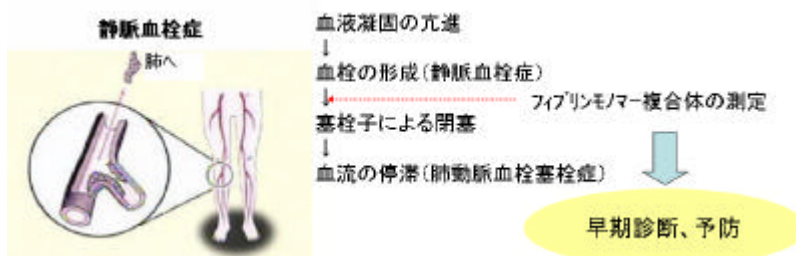 静脈血栓症
肺へ
血液凝固の亢進
↓
血栓の形成(静脈血栓症)
↓
フィブリンモノマー複合体の測定
塞栓子による閉塞
↓
血流の停滞(肺動脈血栓塞栓症)
早期診断、予防